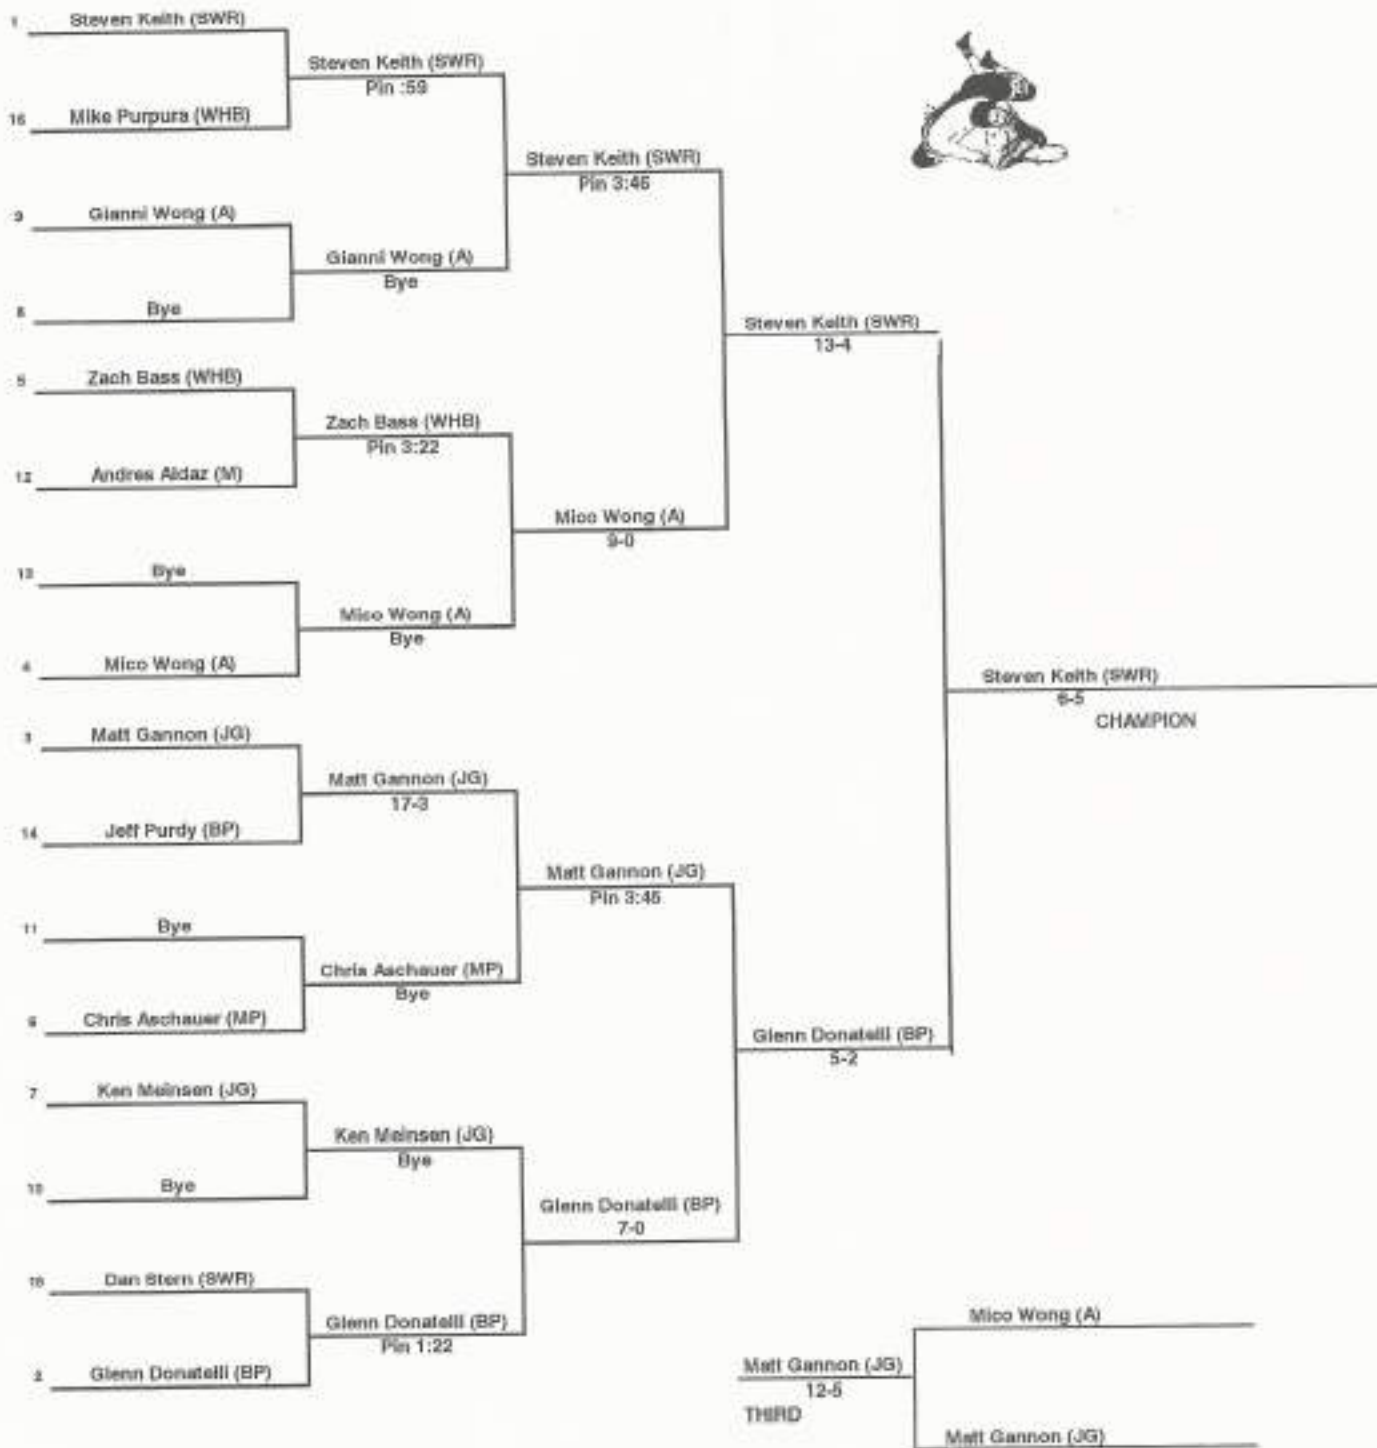 1 Steven Keith (SWR)
Steven Keith (SWR)
Pin :59
16 Mike Purpura (WHB)
Steven Keith (SWR)
Pin 3:46
9 Gianni Wong (A)
Gianni Wong (A)
Bye
8 Bye
Steven Keith (SWR)
13-4
5 Zach Bass (WHB)
Zach Bass (WHB)
Pin 3:22
12 Andres Aldaz (M)
Mico Wong (A)
9-0
13 Bye
Mico Wong (A)
Bye
4 Mico Wong (A)
Steven Keith (SWR)
6-5
CHAMPION
3 Matt Gannon (JG)
Matt Gannon (JG)
17-3
14 Jeff Purdy (BP)
Matt Gannon (JG)
Pin 3:45
11 Bye
Chris Aschauer (MP)
Bye
6 Chris Aschauer (MP)
Glenn Donatelli (BP)
5-2
7 Ken Meinsen (JG)
Ken Meinsen (JG)
Bye
10 Bye
Glenn Donatelli (BP)
7-0
Dan Stern (SWR)
Glenn Donatelli (BP)
Pin 1:22
2 Glenn Donatelli (BP)
Mico Wong (A)
Matt Gannon (JG)
12-5
THIRD
Matt Gannon (JG)